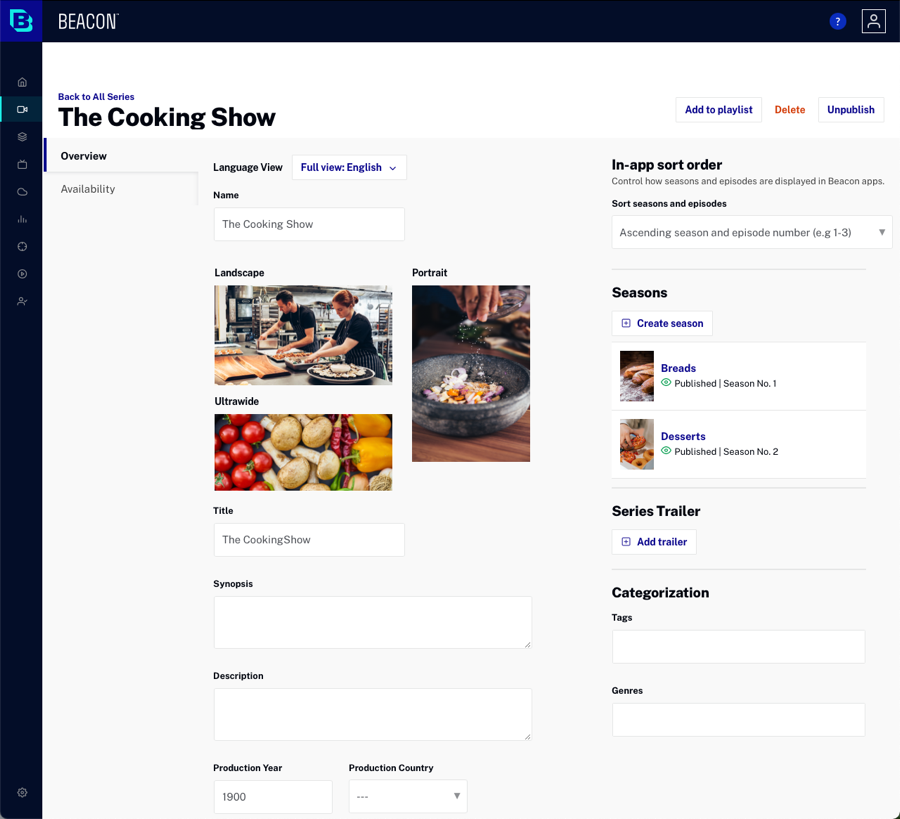 BEACON
?
Back to All Series
The Cooking Show
Add to playlist
Delete
Unpublish
Overview
Availability
Language View
Full view: English
Name
The Cooking Show
Landscape
Portrait
Ultrawide
Title
The CookingShow
Synopsis
Description
Production Year
Production Country
1900
---
In-app sort order
Control how seasons and episodes are displayed in Beacon apps.
Sort seasons and episodes
Ascending season and episode number (e.g 1-3)
Seasons
Create season
Breads
Published | Season No. 1
Desserts
Published | Season No. 2
Series Trailer
Add trailer
Categorization
Tags
Genres